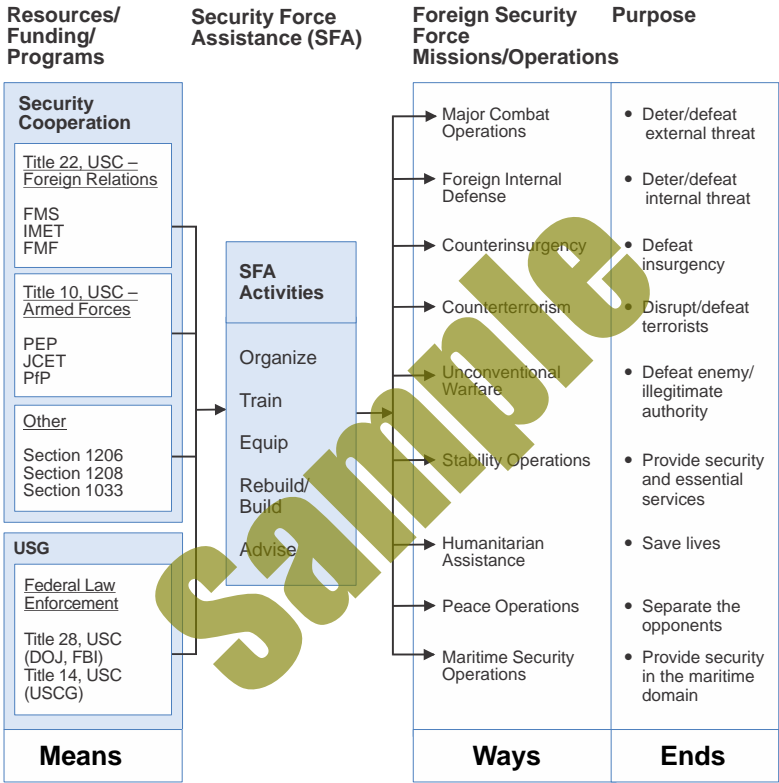 Resources/
Funding/
Programs
Security Force
Assistance (SFA)
Foreign Security
Force
Missions/Operations
Purpose
Security
Cooperation
Title 22, USC –
Foreign Relations
FMS
IMET
FMF
Title 10, USC –
Armed Forces
PEP
JCET
PfP
Other
Section 1206
Section 1208
Section 1033
USG
Federal Law
Enforcement
Title 28, USC
(DOJ, FBI)
Title 14, USC
(USCG)
Means
SFA
Activities
Organize
Train
Equip
Rebuild/
Build
Advise
Major Combat
Operations
Foreign Internal
Defense
Counterinsurgency
Counterterrorism
Unconventional
Warfare
Stability Operations
Humanitarian
Assistance
Peace Operations
Maritime Security
Operations
Ways
• Deter/defeat
external threat
• Deter/defeat
internal threat
• Defeat
insurgency
• Disrupt/defeat
terrorists
• Defeat enemy/
illegitimate
authority
• Provide security
and essential
services
• Save lives
• Separate the
opponents
• Provide security
in the maritime
domain
Ends
Sample